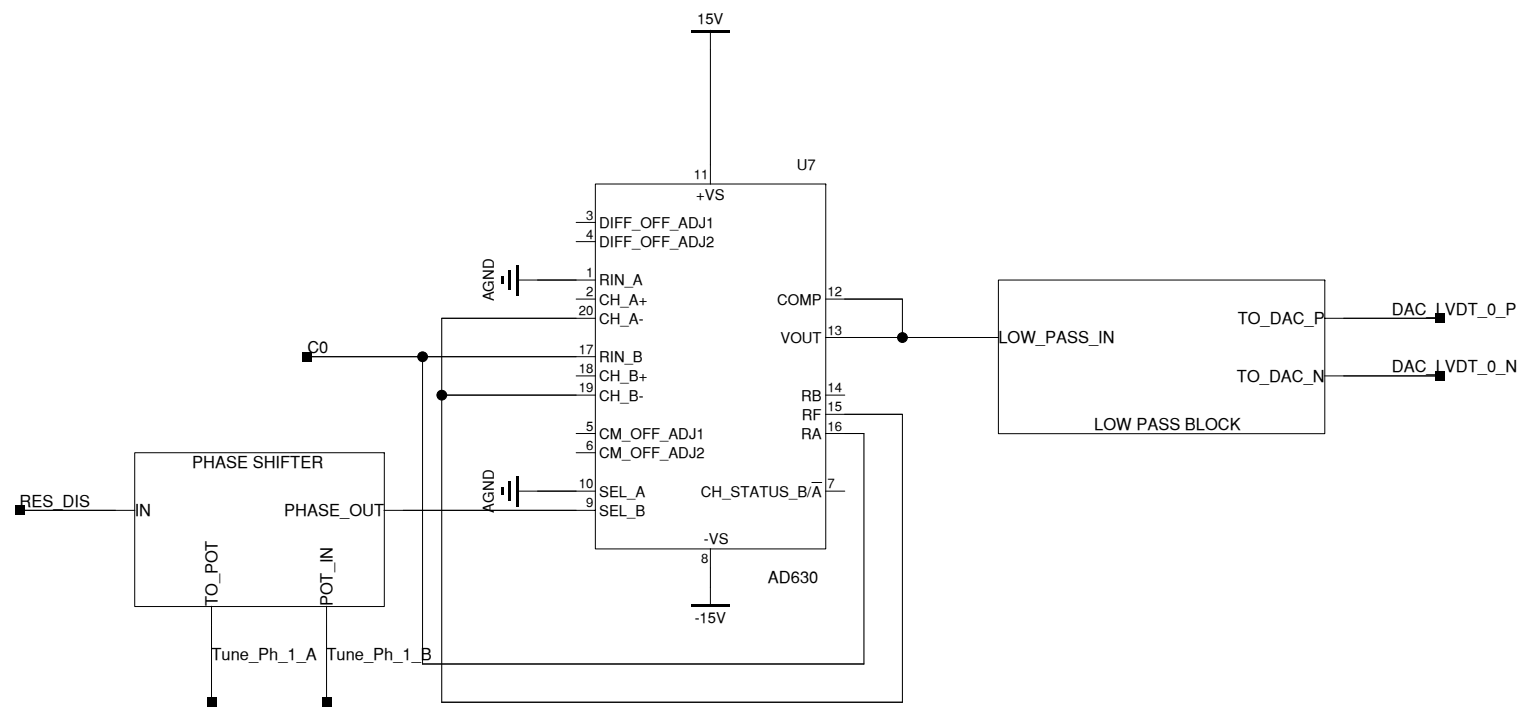 15V
U7
11
+VS
3 DIFF_OFF_ADJ1
4 DIFF_OFF_ADJ2
AGND
1 RIN_A
2 CH_A+
20 CH_A-
COMP 12
VOUT 13
C0
17 RIN_B
18 CH_B+
19 CH_B-
RB 14
RF 15
RA 16
5 CM_OFF_ADJ1
6 CM_OFF_ADJ2
AGND
10 SEL_A
9 SEL_B
CH_STATUS_B/A 7
-VS
8
AD630
-15V
LOW_PASS_IN
TO_DAC_P
TO_DAC_N
LOW PASS BLOCK
DAC_LVDT_0_P
DAC_LVDT_0_N
PHASE SHIFTER
RES_DIS
IN
PHASE_OUT
TO_POT
POT_IN
Tune_Ph_1_A
Tune_Ph_1_B